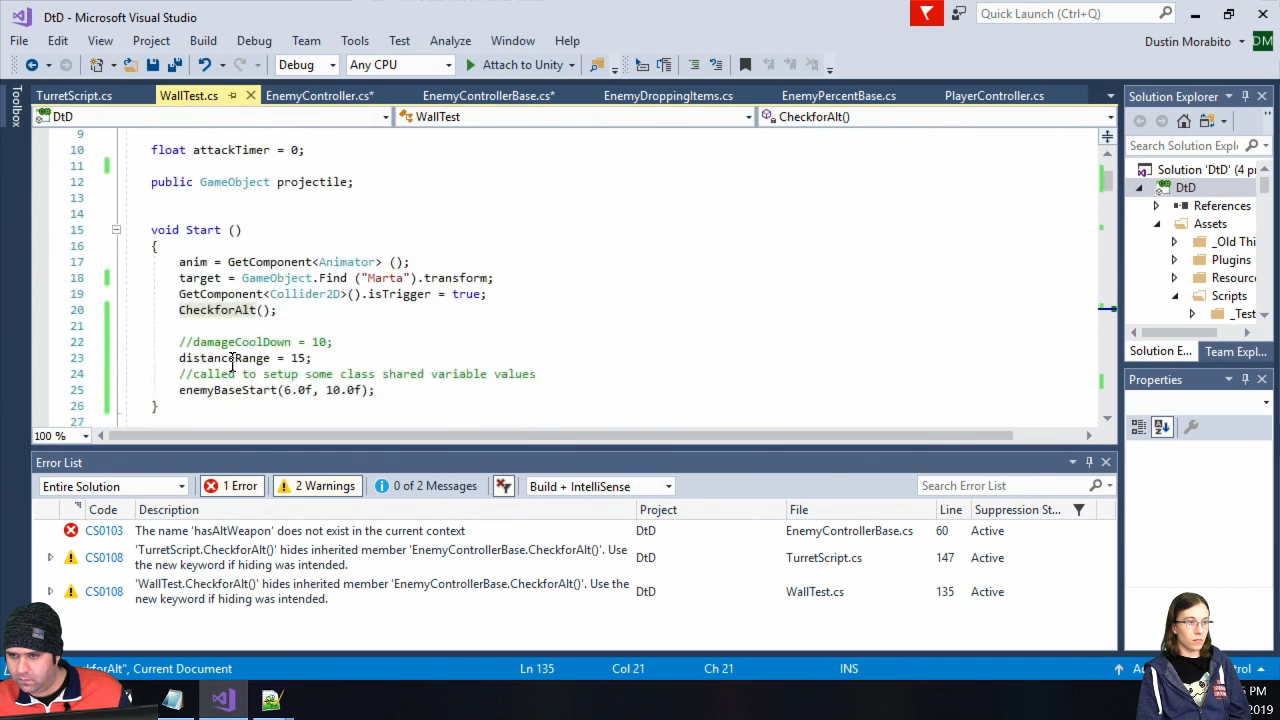 DtD - Microsoft Visual Studio
Quick Launch (Ctrl+Q)
File Edit View Project Build Debug Team Tools Test Analyze Window Help
Dustin Morabito
DM
Debug Any CPU Attach to Unity
Toolbox
TurretScript.cs WallTest.cs EnemyController.cs* EnemyControllerBase.cs* EnemyDroppingItems.cs EnemyPercentBase.cs PlayerController.cs
DtD WallTest CheckforAlt()
9
10 float attackTimer = 0;
11
12 public GameObject projectile;
13
14
15 void Start ()
16 {
17 anim = GetComponent<Animator> ();
18 target = GameObject.Find ("Marta").transform;
19 GetComponent<Collider2D>().isTrigger = true;
20 CheckforAlt();
21
22 //damageCoolDown = 10;
23 distanceRange = 15;
24 //called to setup some class shared variable values
25 enemyBaseStart(6.0f, 10.0f);
26 }
27
100 %
Solution Explorer
Search Solution Explo
Solution 'DtD' (4 pr
DtD
References
Assets
_Old Thi
Plugins
Resourc
Scripts
_Test
Solution E... Team Explor...
Properties
Error List
Entire Solution 1 Error 2 Warnings 0 of 2 Messages Build + IntelliSense Search Error List
Code Description Project File Line Suppression St...
CS0103 The name 'hasAltWeapon' does not exist in the current context DtD EnemyControllerBase.cs 60 Active
CS0108 'TurretScript.CheckforAlt()' hides inherited member 'EnemyControllerBase.CheckforAlt()'. Use the new keyword if hiding was intended. DtD TurretScript.cs 147 Active
CS0108 'WallTest.CheckforAlt()' hides inherited member 'EnemyControllerBase.CheckforAlt()'. Use the new keyword if hiding was intended. DtD WallTest.cs 135 Active
ckforAlt", Current Document Ln 135 Col 21 Ch 21 INS
PM
2019